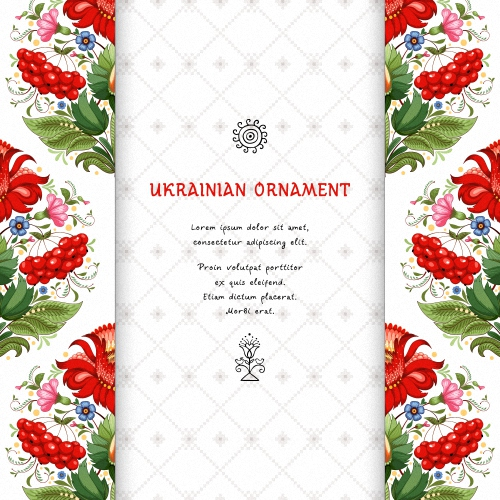 UKRAINIAN ORNAMENT
Lorem ipsum dolor sit amet,
consectetur adipiscing elit.
Proin volutpat porttitor
ex quis eleifend.
Etiam dictum placerat.
Morbi erat.